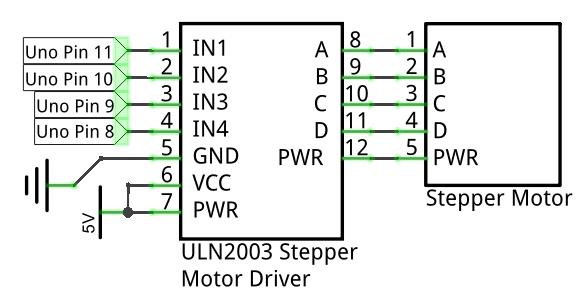 Uno Pin 11
Uno Pin 10
Uno Pin 9
Uno Pin 8
1
2
3
4
5
6
7
5V
IN1
IN2
IN3
IN4
GND
VCC
PWR
A
B
C
D
PWR
8
9
10
11
12
1
2
3
4
5
A
B
C
D
PWR
ULN2003 Stepper
Motor Driver
Stepper Motor